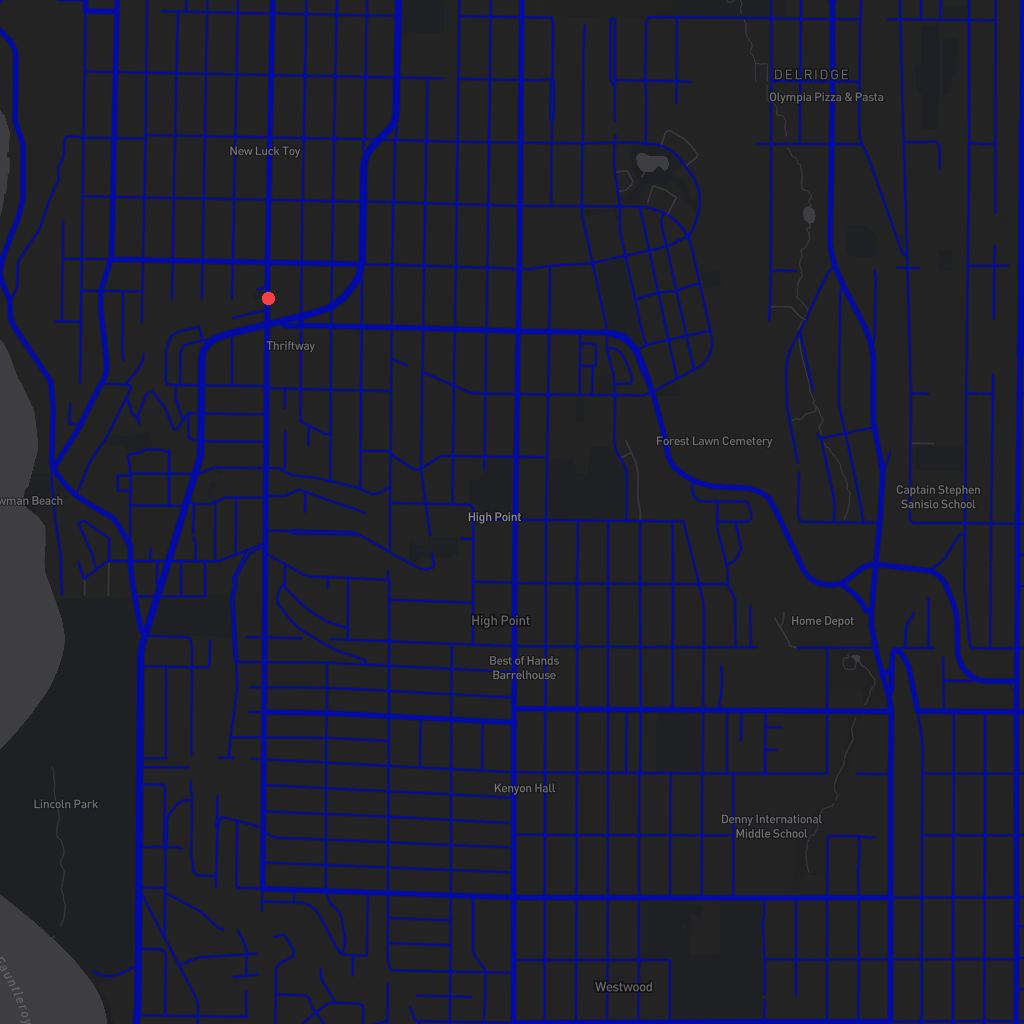 DELRIDGE
Olympia Pizza & Pasta
New Luck Toy
Thriftway
Forest Lawn Cemetery
wman Beach
Captain Stephen
Sanislo School
High Point
High Point
Home Depot
Best of Hands
Barrelhouse
Kenyon Hall
Lincoln Park
Denny International
Middle School
Westwood
Fauntleroy